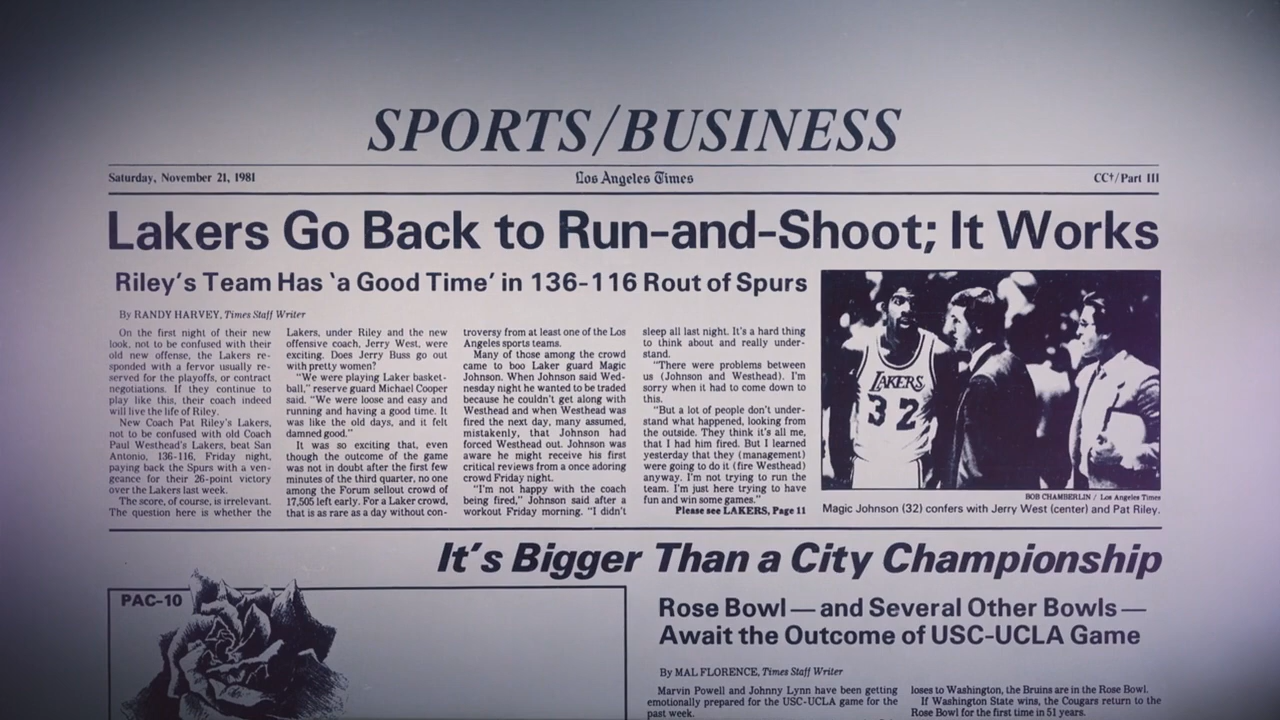 SPORTS/BUSINESS
Saturday, November 21, 1981
Los Angeles Times
CC†/Part III
Lakers Go Back to Run-and-Shoot; It Works
Riley's Team Has 'a Good Time' in 136-116 Rout of Spurs
By RANDY HARVEY, Times Staff Writer
On the first night of their new
look, not to be confused with their
old new offense, the Lakers re-
sponded with a fervor usually re-
served for the playoffs, or contract
negotiations. If they continue to
play like this, their coach indeed
will live the life of Riley.
New Coach Pat Riley's Lakers,
not to be confused with old Coach
Paul Westhead's Lakers, beat San
Antonio, 136-116, Friday night,
paying back the Spurs with a ven-
geance for their 26-point victory
over the Lakers last week.
The score, of course, is irrelevant.
The question here is whether the
Lakers, under Riley and the new
offensive coach, Jerry West, were
exciting. Does Jerry Buss go out
with pretty women?
"We were playing Laker basket-
ball," reserve guard Michael Cooper
said. "We were loose and easy and
running and having a good time. It
was like the old days, and it felt
damned good."
It was so exciting that, even
though the outcome of the game
was not in doubt after the first few
minutes of the third quarter, no one
among the Forum sellout crowd of
17,505 left early. For a Laker crowd,
that is as rare as a day without con-
troversy from at least one of the Los
Angeles sports teams.
Many of those among the crowd
came to boo Laker guard Magic
Johnson. When Johnson said Wed-
nesday night he wanted to be traded
because he couldn't get along with
Westhead and when Westhead was
fired the next day, many assumed,
mistakenly, that Johnson had
forced Westhead out. Johnson was
aware he might receive his first
critical reviews from a once adoring
crowd Friday night.
"I'm not happy with the coach
being fired," Johnson said after a
workout Friday morning. "I didn't
sleep all last night. It's a hard thing
to think about and really under-
stand.
"There were problems between
us (Johnson and Westhead). I'm
sorry when it had to come down to
this.
"But a lot of people don't under-
stand what happened, looking from
the outside. They think it's all me,
that I had him fired. But I learned
yesterday that they (management)
were going to do it (fire Westhead)
anyway. I'm not trying to run the
team. I'm just here trying to have
fun and win some games."
Please see LAKERS, Page 11
LAKERS
32
BOB CHAMBERLIN / Los Angeles Times
Magic Johnson (32) confers with Jerry West (center) and Pat Riley.
It's Bigger Than a City Championship
PAC-10
Rose Bowl — and Several Other Bowls —
Await the Outcome of USC-UCLA Game
By MAL FLORENCE, Times Staff Writer
Marvin Powell and Johnny Lynn have been getting
emotionally prepared for the USC-UCLA game for the
past week.
loses to Washington, the Bruins are in the Rose Bowl.
If Washington State wins, the Cougars return to the
Rose Bowl for the first time in 51 years.